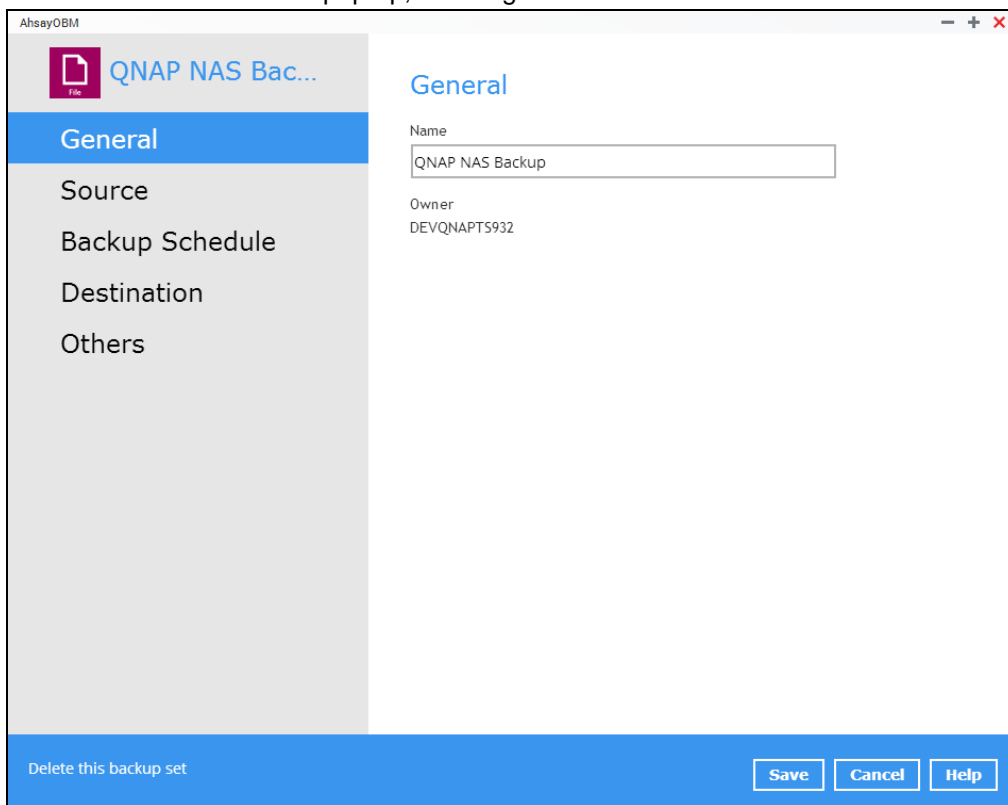 AhsayOBM
File
QNAP NAS Bac...
General
Source
Backup Schedule
Destination
Others
General
Name
QNAP NAS Backup
Owner
DEVQNAPTS932
Delete this backup set
Save
Cancel
Help